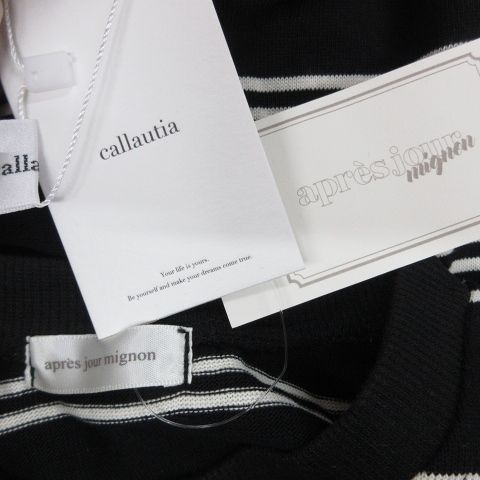 callautia
Your life is yours.
Be yourself and make your dreams come true.
après jour
mignon
après jour mignon